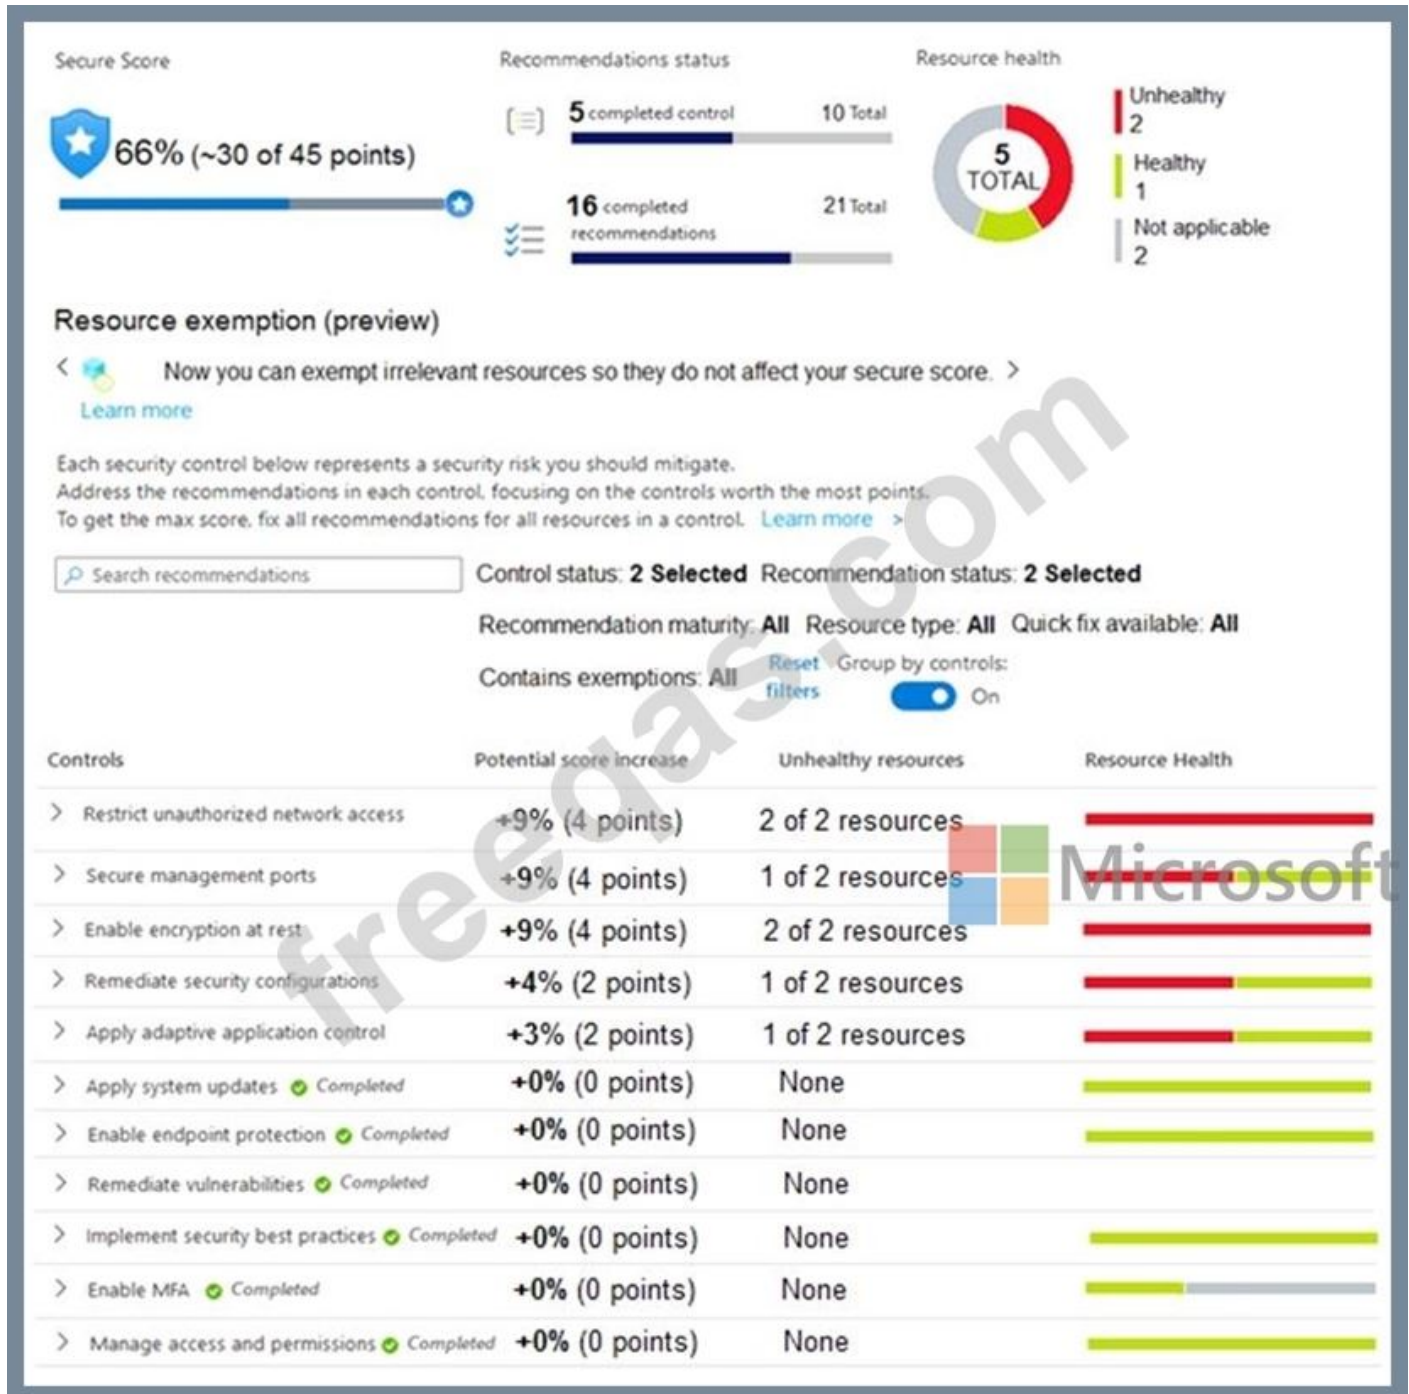 Secure Score
66% (~30 of 45 points)
Recommendations status
5 completed control 10 Total
16 completed 21 Total
recommendations
Resource health
5
TOTAL
Unhealthy
2
Healthy
1
Not applicable
2
Resource exemption (preview)
Now you can exempt irrelevant resources so they do not affect your secure score.
Learn more
Each security control below represents a security risk you should mitigate.
Address the recommendations in each control, focusing on the controls worth the most points.
To get the max score, fix all recommendations for all resources in a control. Learn more >
Search recommendations
Control status: 2 Selected Recommendation status: 2 Selected
Recommendation maturity: All Resource type: All Quick fix available: All
Contains exemptions: All Reset filters Group by controls: On
Controls Potential score increase Unhealthy resources Resource Health
> Restrict unauthorized network access +9% (4 points) 2 of 2 resources
> Secure management ports +9% (4 points) 1 of 2 resources
> Enable encryption at rest +9% (4 points) 2 of 2 resources
> Remediate security configurations +4% (2 points) 1 of 2 resources
> Apply adaptive application control +3% (2 points) 1 of 2 resources
> Apply system updates Completed +0% (0 points) None
> Enable endpoint protection Completed +0% (0 points) None
> Remediate vulnerabilities Completed +0% (0 points) None
> Implement security best practices Completed +0% (0 points) None
> Enable MFA Completed +0% (0 points) None
> Manage access and permissions Completed +0% (0 points) None
freeqas.com
Microsoft